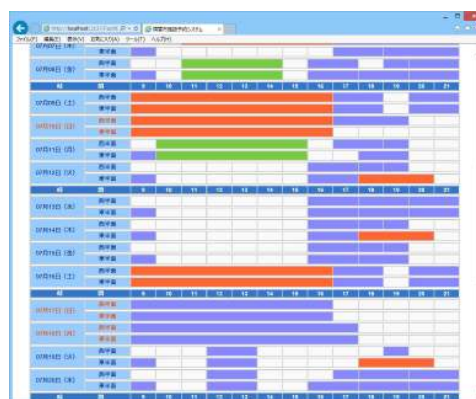 ファイル(F) 編集(E) 表示(V) お気に入り(A) ツール(T) ヘルプ(H)
07月07日 (木)
東半面
07月08日 (金) 西半面
東半面
9 10 11 12 13 14 15 16 17 18 19 20 21
07月09日 (土) 西半面
東半面
07月10日 (日) 西半面
東半面
07月11日 (月) 西半面
東半面
07月12日 (火) 西半面
東半面
9 10 11 12 13 14 15 16 17 18 19 20 21
07月13日 (水) 西半面
東半面
07月14日 (木) 西半面
東半面
07月15日 (金) 西半面
東半面
07月16日 (土) 西半面
東半面
9 10 11 12 13 14 15 16 17 18 19 20 21
07月17日 (日) 西半面
東半面
07月18日 (月) 西半面
東半面
07月19日 (火) 西半面
東半面
07月20日 (水) 西半面
東半面
9 10 11 12 13 14 15 16 17 18 19 20 21